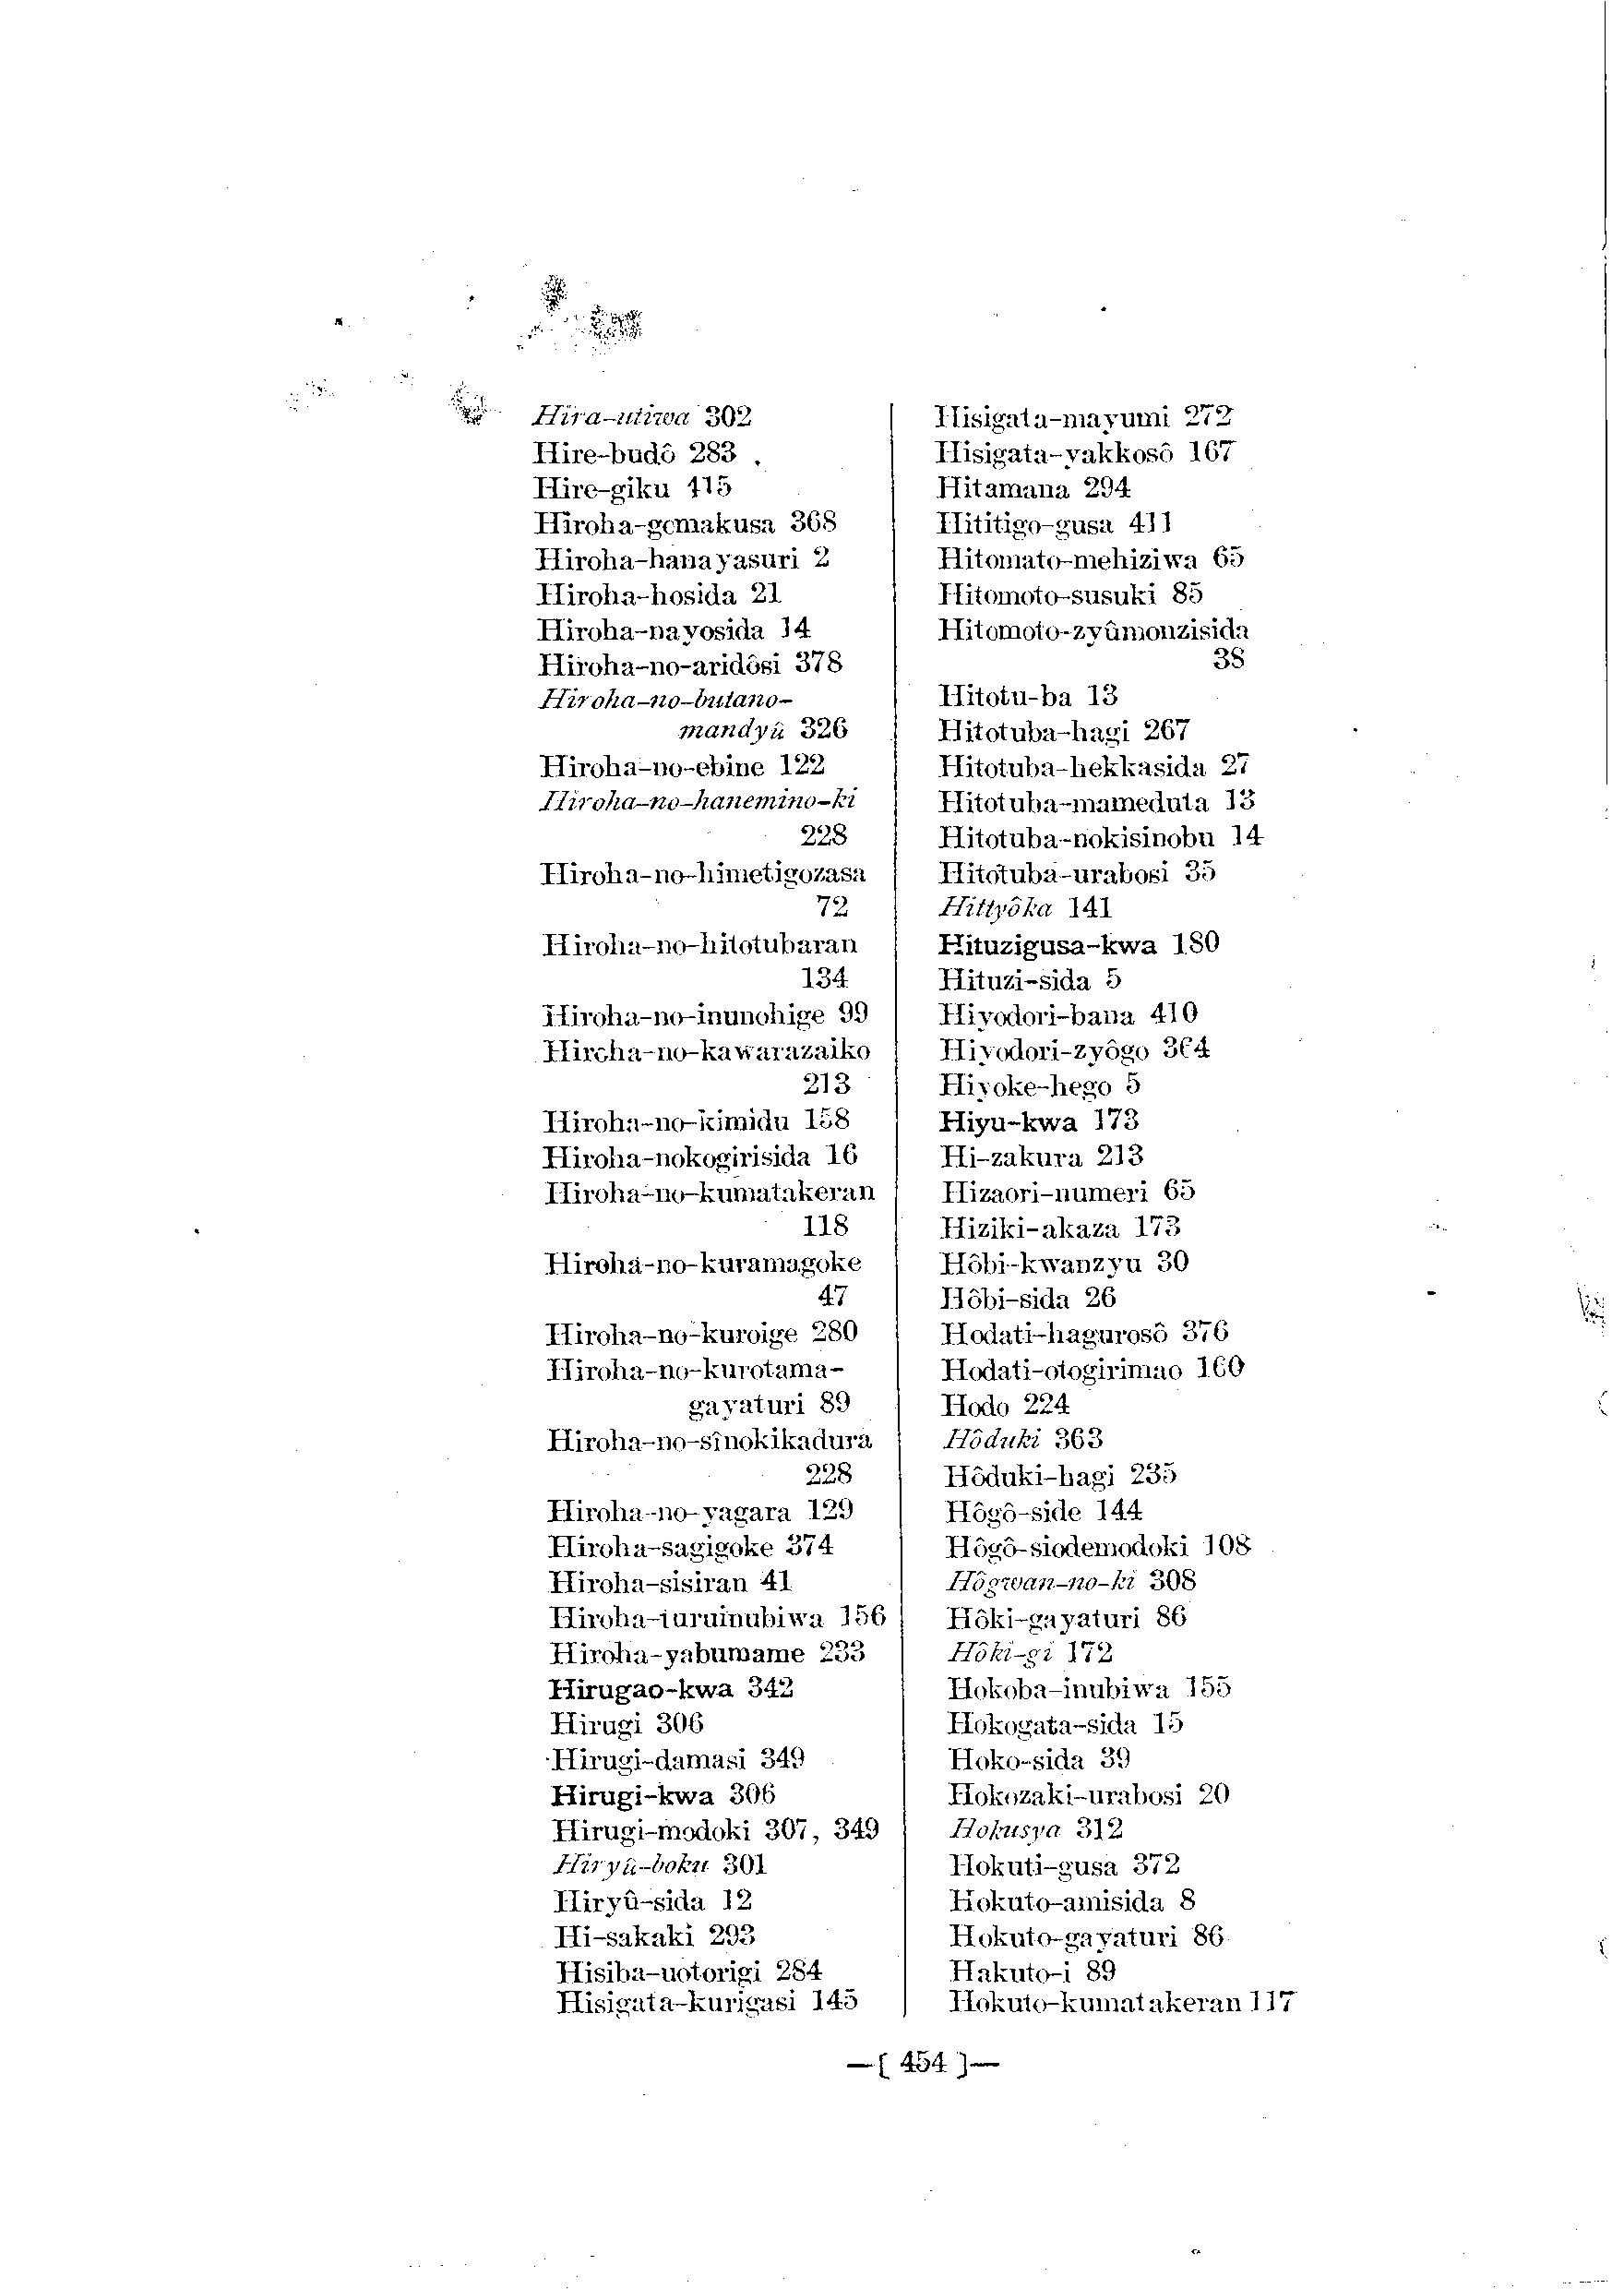 Hira-utiwa 302
Hire-budô 283
Hire-giku 415
Hiroha-gomakusa 368
Hiroha-hanayasuri 2
Hiroha-hosida 21
Hiroha-nayosida 14
Hiroha-no-aridôsi 378
Hiroha-no-butano-
mandyû 326
Hiroha-no-ebine 122
Hiroha-no-hanemino-ki
228
Hiroha-no-himetigozasa
72
Hiroha-no-hitotubaran
134
Hiroha-no-inunohige 99
Hiroha-no-kawarazaiko
213
Hiroha-no-kimidu 158
Hiroha-nokogirisida 16
Hiroha-no-kumatakeran
118
Hiroha-no-kuramagoke
47
Hiroha-no-kuroige 280
Hiroha-no-kurotama-
gayaturi 89
Hiroha-no-sinokikadura
228
Hiroha-no-yagara 129
Hiroha-sagigoke 374
Hiroha-sisiran 41
Hiroha-turuinubiwa 156
Hiroha-yabumame 233
Hirugao-kwa 342
Hirugi 306
Hirugi-damasi 349
Hirugi-kwa 306
Hirugi-modoki 307, 349
Hiryû-boku 301
Hiryû-sida 12
Hi-sakaki 293
Hisiba-uotorigi 284
Hisigata-kurigasi 145
Hisigata-mayumi 272
Hisigata-yakkosô 167
Hitamana 294
Hititigo-gusa 411
Hitomato-mehiziwa 65
Hitomoto-susuki 85
Hitomoto-zyûmonzisida
38
Hitotu-ba 13
Hitotuba-hagi 267
Hitotuba-hekkasida 27
Hitotuba-mameduta 13
Hitotuba-nokisinobu 14
Hitotuba-urabosi 35
Hittyôka 141
Hituzigusa-kwa 180
Hituzi-sida 5
Hiyodori-bana 410
Hiyodori-zyôgo 364
Hiyoke-hego 5
Hiyu-kwa 173
Hi-zakura 213
Hizaori-numeri 65
Hiziki-akaza 173
Hôbi-kwanzyu 30
Hôbi-sida 26
Hodati-hagurosô 376
Hodati-otogirimao 160
Hodo 224
Hôduki 363
Hôduki-hagi 235
Hôgô-side 144
Hôgô-siodemodoki 108
Hôgwan-no-ki 308
Hôki-gayaturi 86
Hôki-gi 172
Hokoba-inubiwa 155
Hokogata-sida 15
Hoko-sida 39
Hokozaki-urabosi 20
Hokusya 312
Hokuti-gusa 372
Hokuto-amisida 8
Hokuto-gayaturi 86
Hakuto-i 89
Hokuto-kumatakeran 117
—( 454 )—